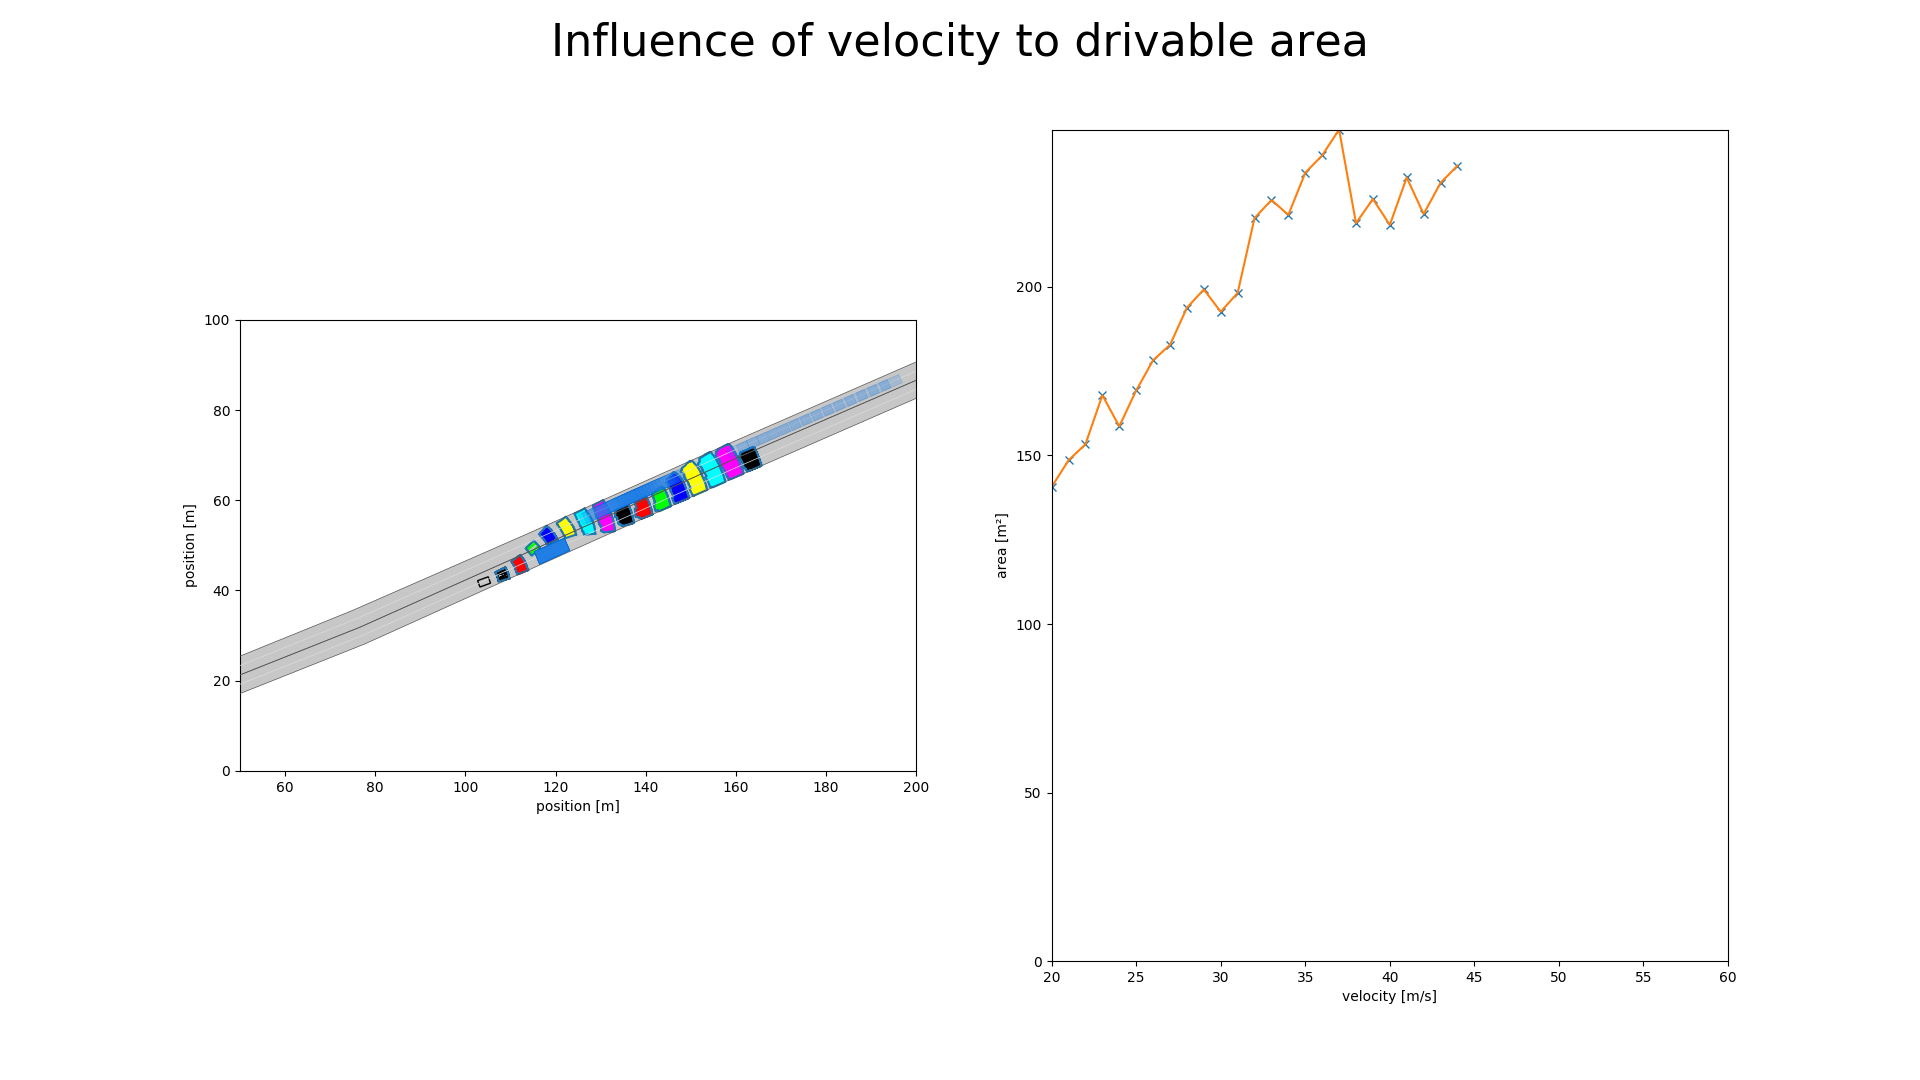 Influence of velocity to drivable area
100
80
60
40
20
0
position [m]
60 80 100 120 140 160 180 200
position [m]
200
150
100
50
0
area [m²]
20 25 30 35 40 45 50 55 60
velocity [m/s]